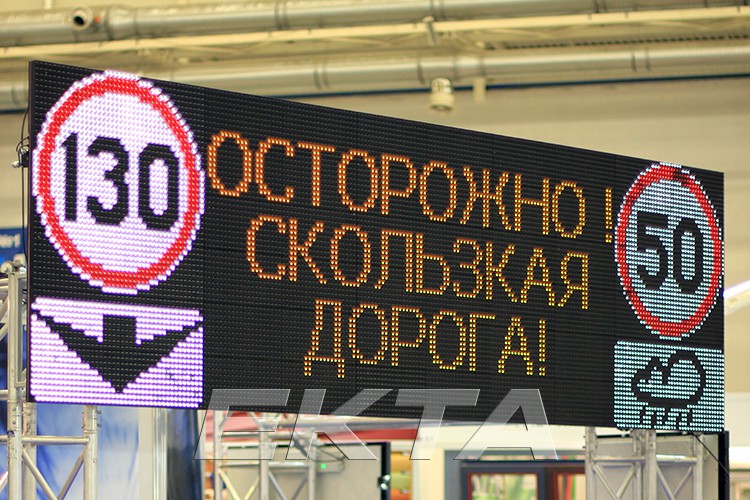 130
ОСТОРОЖНО !
СКОЛЬЗКАЯ
ДОРОГА!
50
EKTA